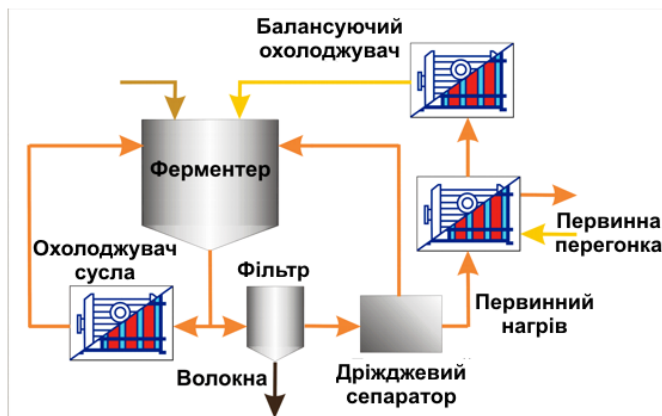 Балансуючий
охолоджувач
Ферментер
Охолоджувач
сусла
Фільтр
Первинна
перегонка
Первинний
нагрів
Волокна
Дріжджевий
сепаратор